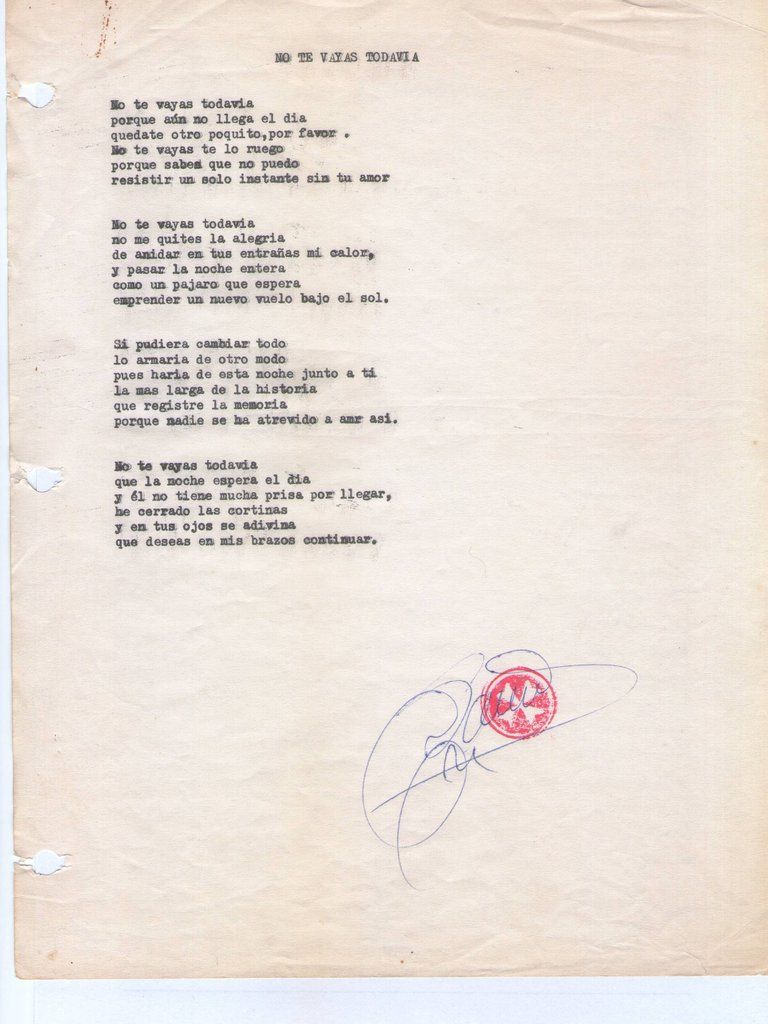 NO TE VAYAS TODAVIA
No te vayas todavia
porque aún no llega el dia
quedate otro poquito,por favor .
No te vayas te lo ruego
porque sabes que no puedo
resistir un solo instante sin tu amor
No te vayas todavia
no me quites la alegria
de anidar en tus entrañas mi calor,
y pasar la noche entera
como un pajaro que espera
emprender un nuevo vuelo bajo el sol.
Si pudiera cambiar todo
lo armaria de otro modo
pues haria de esta noche junto a ti
la mas larga de la historia
que registre la memoria
porque nadie se ha atrevido a amr asi.
No te vayas todavia
que la noche espera el dia
y él no tiene mucha prisa por llegar,
he cerrado las cortinas
y en tus ojos se adivina
que deseas en mis brazos continuar.